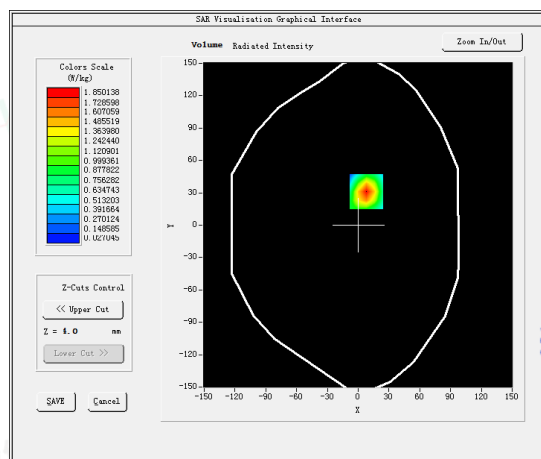 SAR Visualisation Graphical Interface
Volume Radiated Intensity
Zoom In/Out
Colors Scale
(W/kg)
1.850138
1.728598
1.607059
1.485519
1.363980
1.242440
1.120901
0.999361
0.877822
0.756282
0.634743
0.513203
0.391664
0.270124
0.148585
0.027045
Z-Cuts Control
<< Upper Cut
Z = 4.0 mm
Lower Cut >>
SAVE
Cancel
150
120
90
60
30
0
-30
-60
-90
-120
-150
Y
-150 -120 -90 -60 -30 0 30 60 90 120 150
X